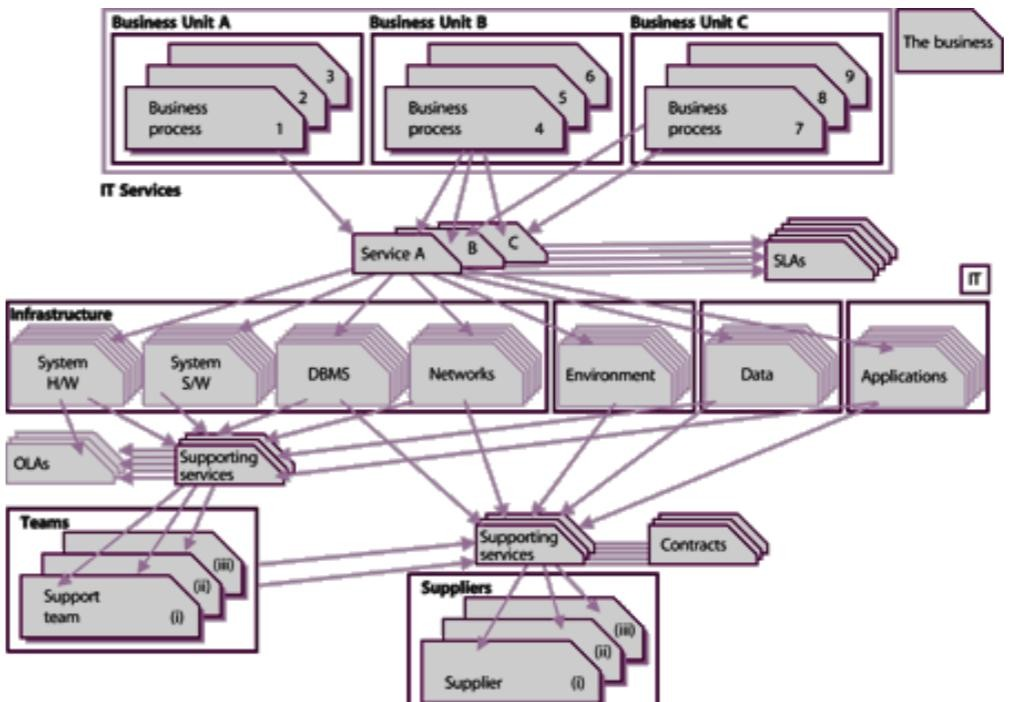 Business Unit A
Business Unit B
Business Unit C
The business
3
2
Business
process 1
6
5
Business
process 4
9
8
Business
process 7
IT Services
Service A
B
C
SLAs
IT
Infrastructure
System
H/W
System
S/W
DBMS
Networks
Environment
Data
Applications
OLAs
Supporting
services
Teams
(iii)
(ii)
Support
team (i)
Supporting
services
Contracts
Suppliers
(iii)
(ii)
Supplier (i)